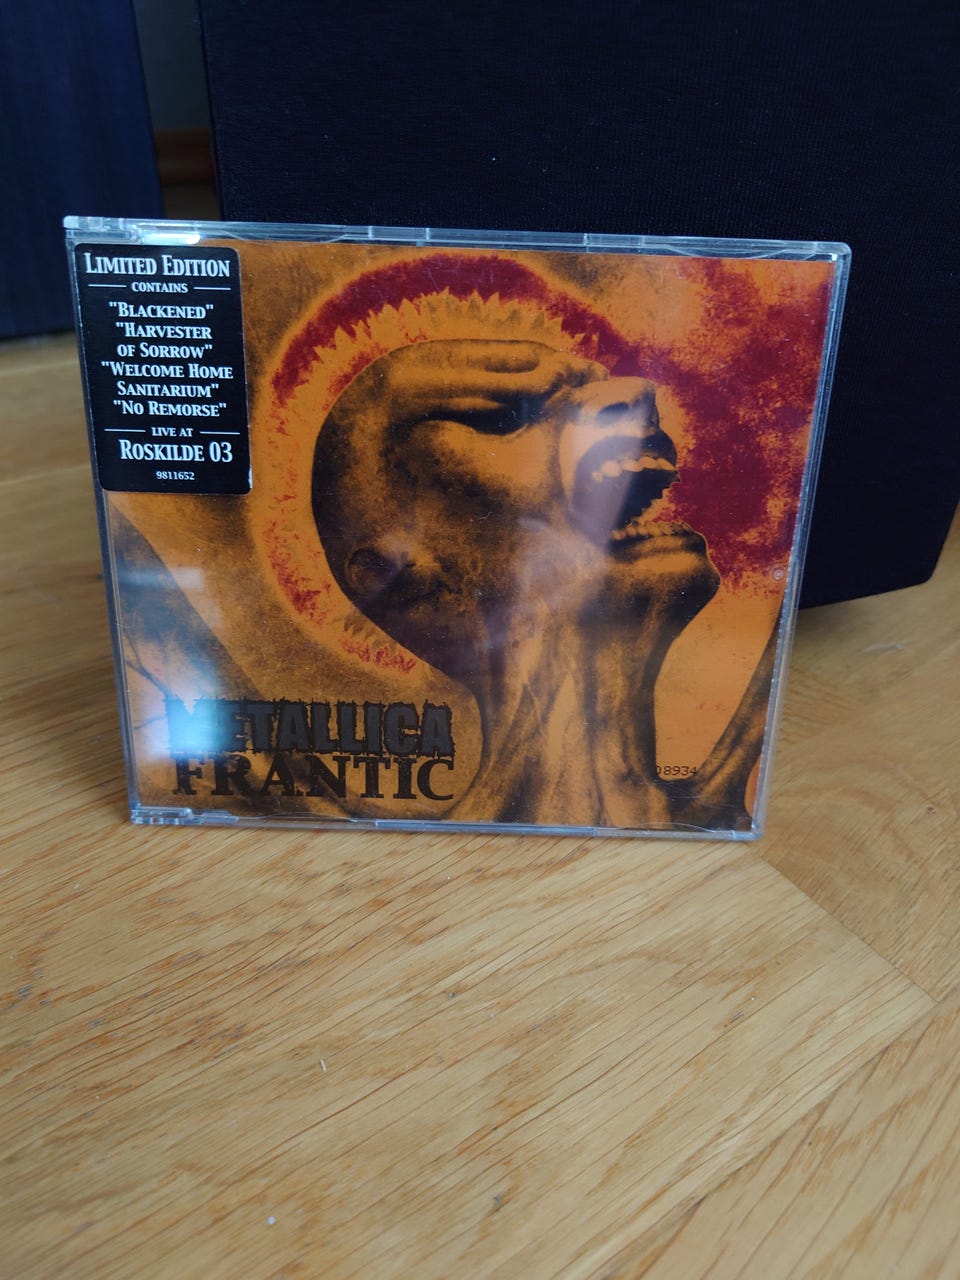 LIMITED EDITION
CONTAINS
"BLACKENED"
"HARVESTER
OF SORROW"
"WELCOME HOME
SANITARIUM"
"NO REMORSE"
LIVE AT
ROSKILDE 03
9811652
METALLICA
FRANTIC
08934